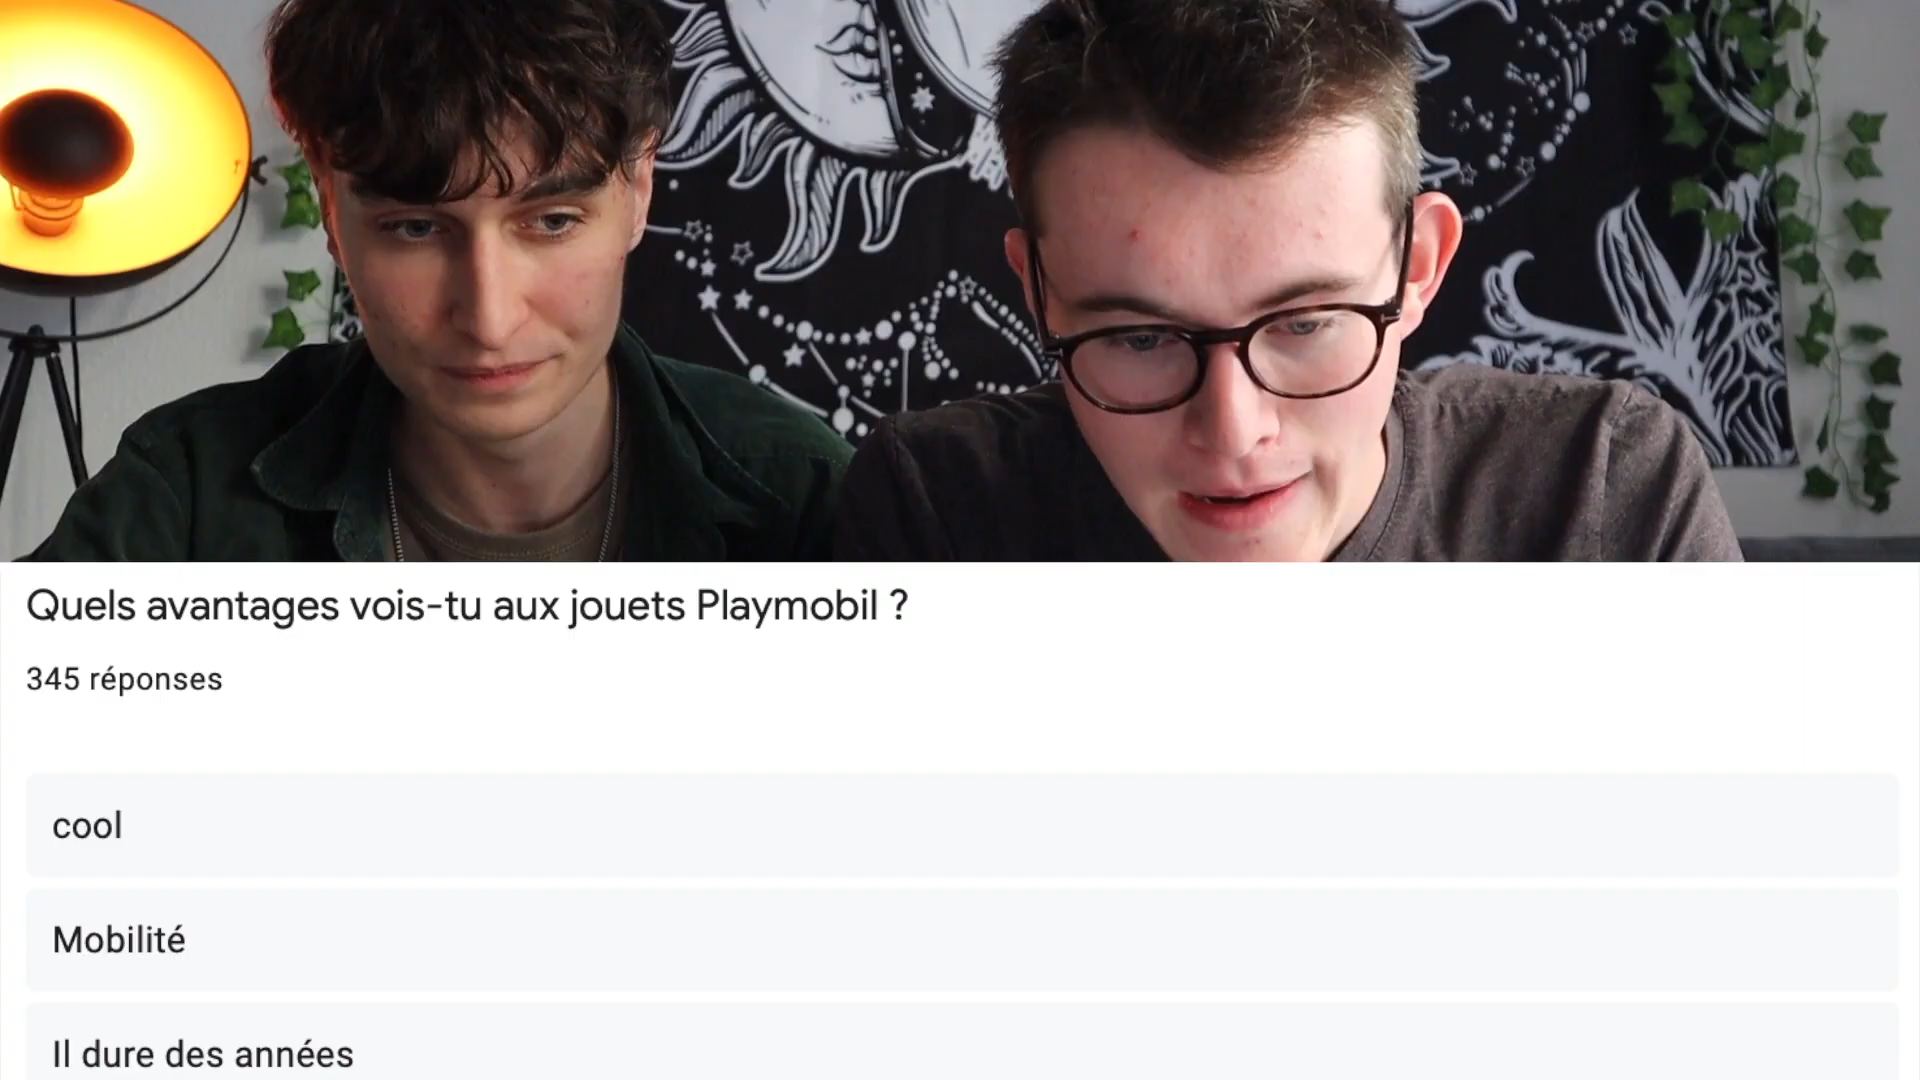 Quels avantages vois-tu aux jouets Playmobil ?
345 réponses
cool
Mobilité
Il dure des années